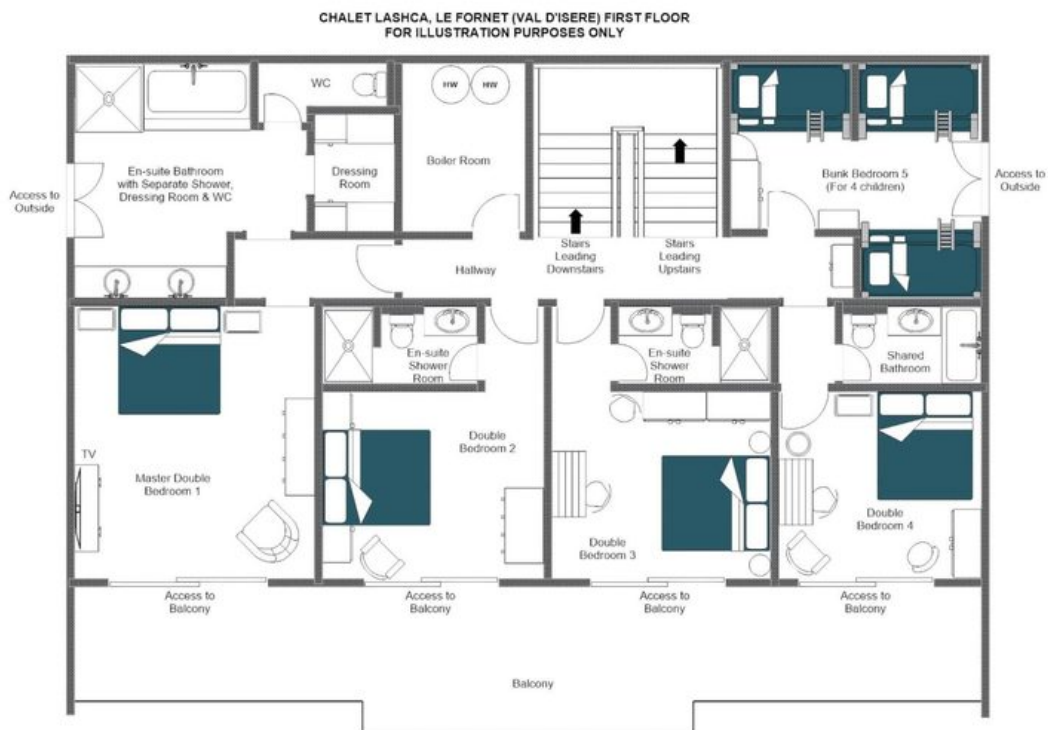 CHALET LASHCA, LE FORNET (VAL D'ISERE) FIRST FLOOR
FOR ILLUSTRATION PURPOSES ONLY
WC
HW
HW
Boiler Room
En-suite Bathroom
with Separate Shower,
Dressing Room & WC
Dressing
Room
Access to
Outside
Bunk Bedroom 5
(For 4 children)
Access to
Outside
Hallway
Stairs
Leading
Downstairs
Stairs
Leading
Upstairs
En-suite
Shower
Room
En-suite
Shower
Room
Shared
Bathroom
TV
Master Double
Bedroom 1
Double
Bedroom 2
Double
Bedroom 3
Double
Bedroom 4
Access to
Balcony
Access to
Balcony
Access to
Balcony
Access to
Balcony
Balcony